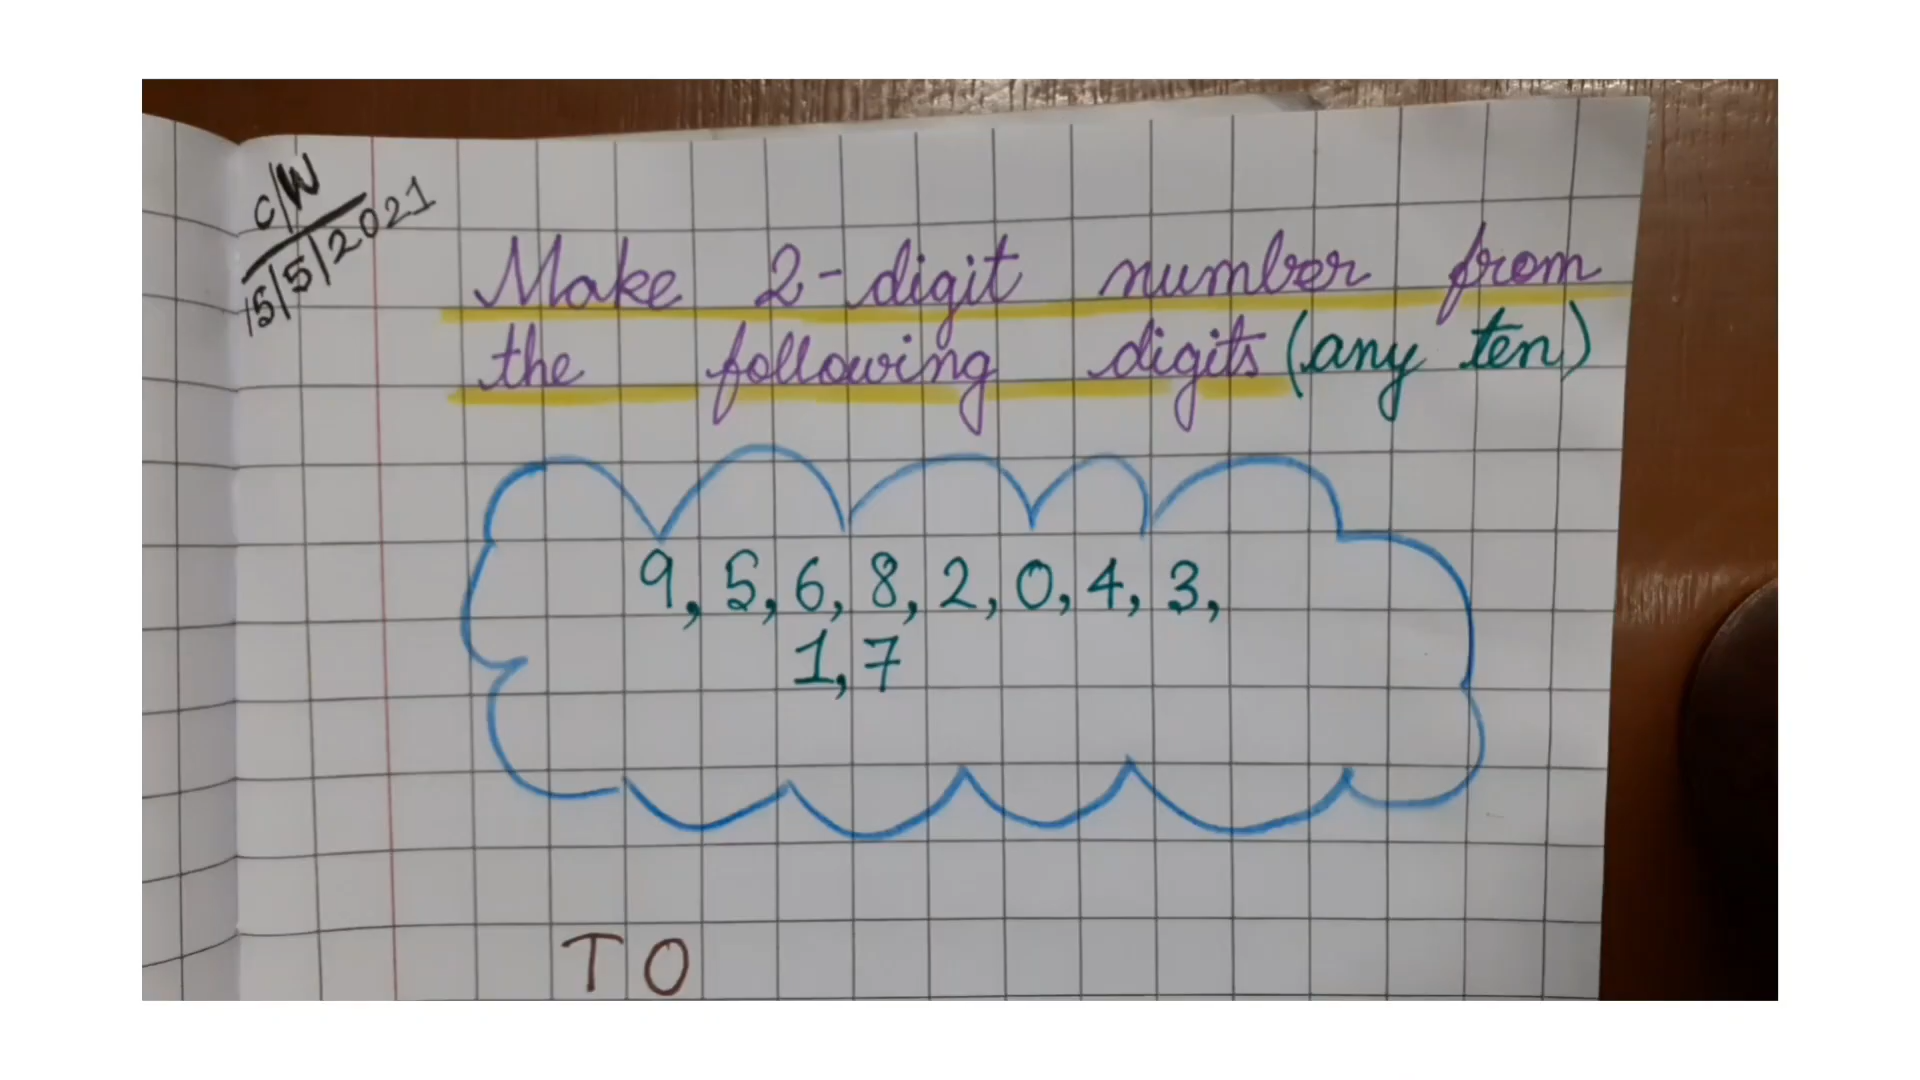 C/W
15/5/2021
Make 2-digit number from
the following digits (any ten)
9, 5, 6, 8, 2, 0, 4, 3,
1, 7
T O